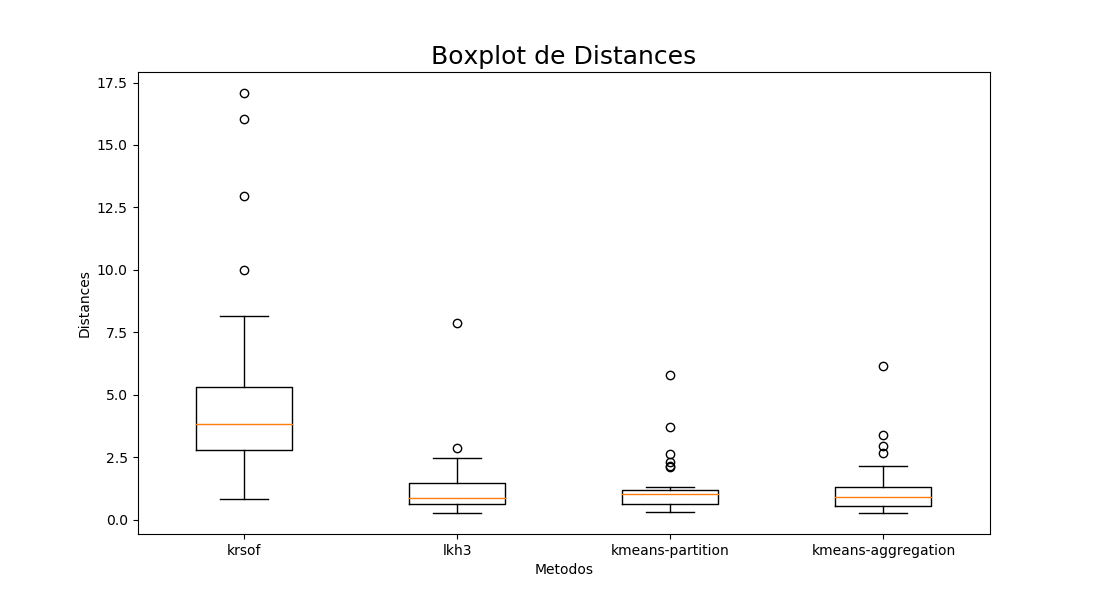 Boxplot de Distances
17.5
15.0
12.5
10.0
7.5
5.0
2.5
0.0
Distances
krsof lkh3 kmeans-partition kmeans-aggregation
Metodos